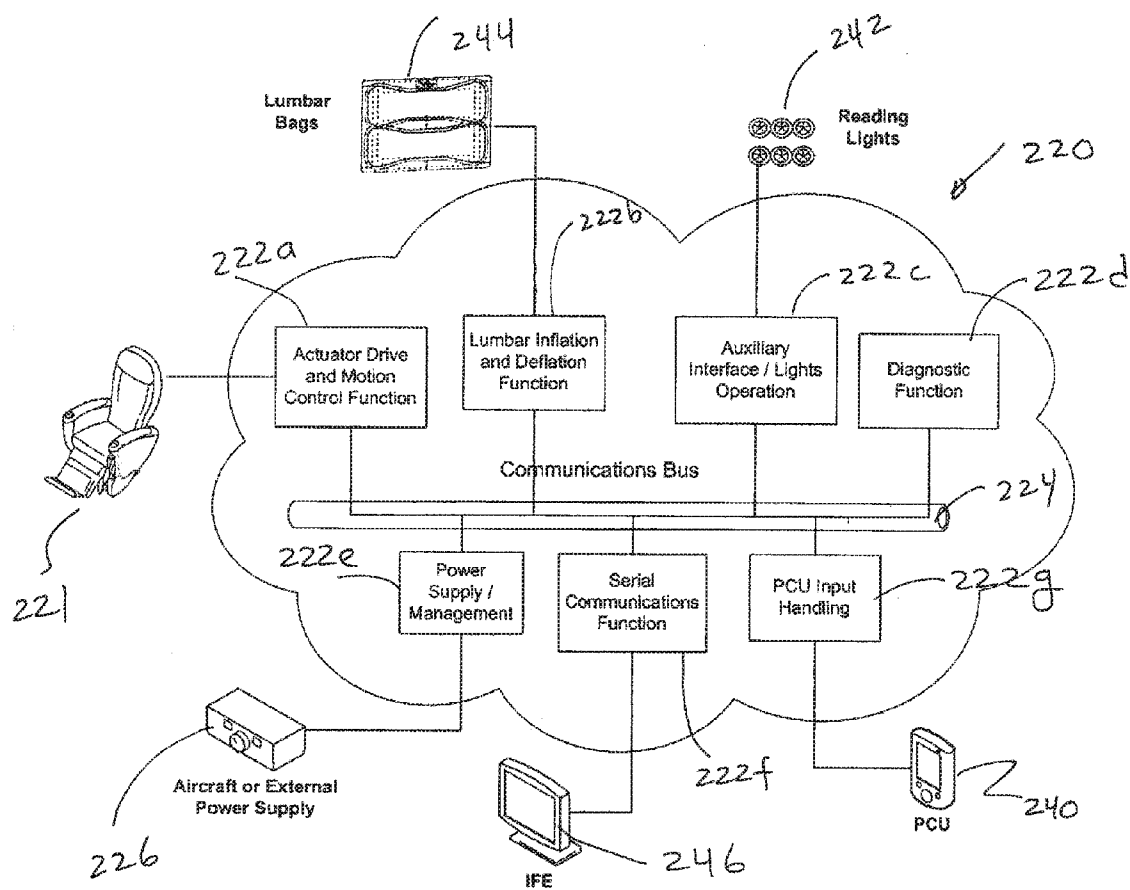 244
242
Lumbar
Bags
Reading
Lights
220
222a
222b
222c
222d
Actuator Drive
and Motion
Control Function
Lumbar Inflation
and Deflation
Function
Auxiliary
Interface / Lights
Operation
Diagnostic
Function
Communications Bus
224
221
222e
Power
Supply /
Management
Serial
Communications
Function
PCU Input
Handling
222g
Aircraft or External
Power Supply
226
222f
246
IFE
PCU
240